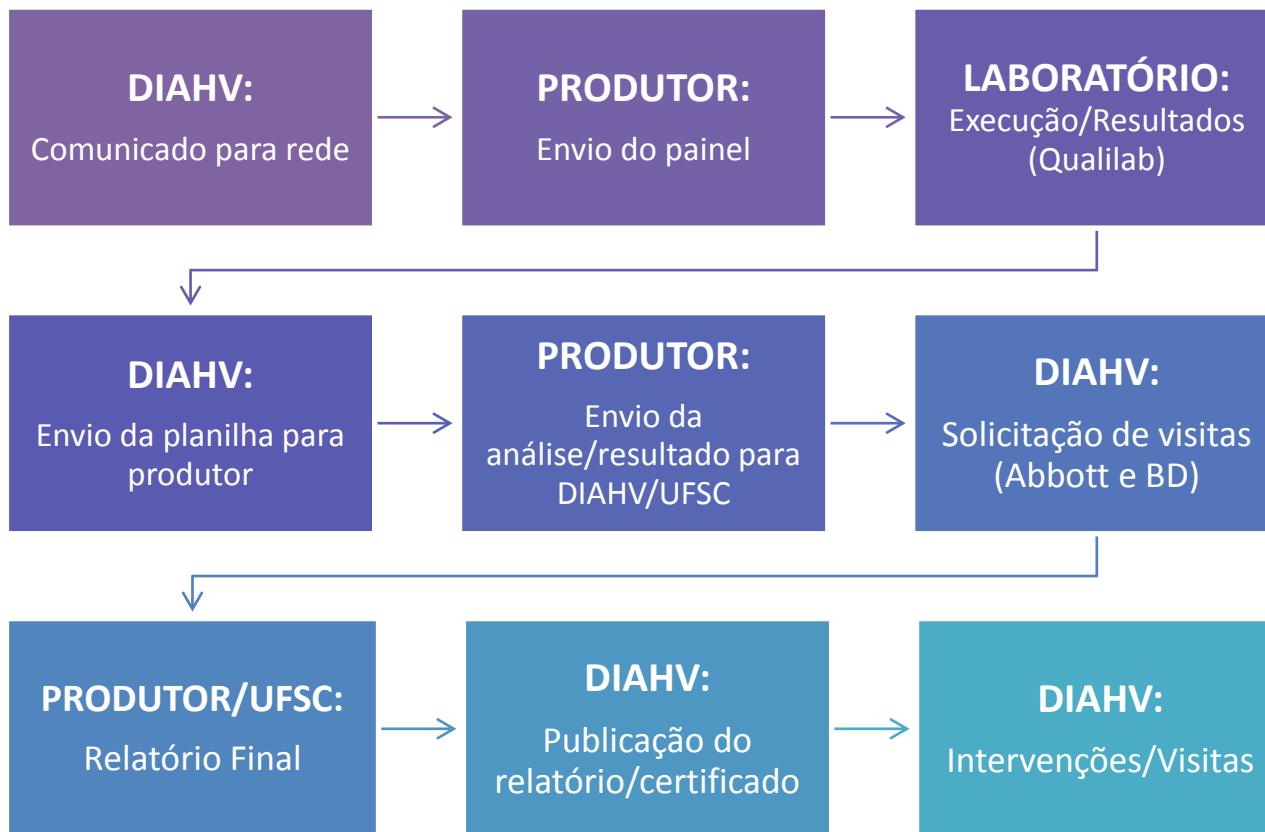 DIAHV:
Comunicado para rede
PRODUTOR:
Envio do painel
LABORATÓRIO:
Execução/Resultados
(Qualilab)
DIAHV:
Envio da planilha para
produtor
PRODUTOR:
Envio da
análise/resultado para
DIAHV/UFSC
DIAHV:
Solicitação de visitas
(Abbott e BD)
PRODUTOR/UFSC:
Relatório Final
DIAHV:
Publicação do
relatório/certificado
DIAHV:
Intervenções/Visitas